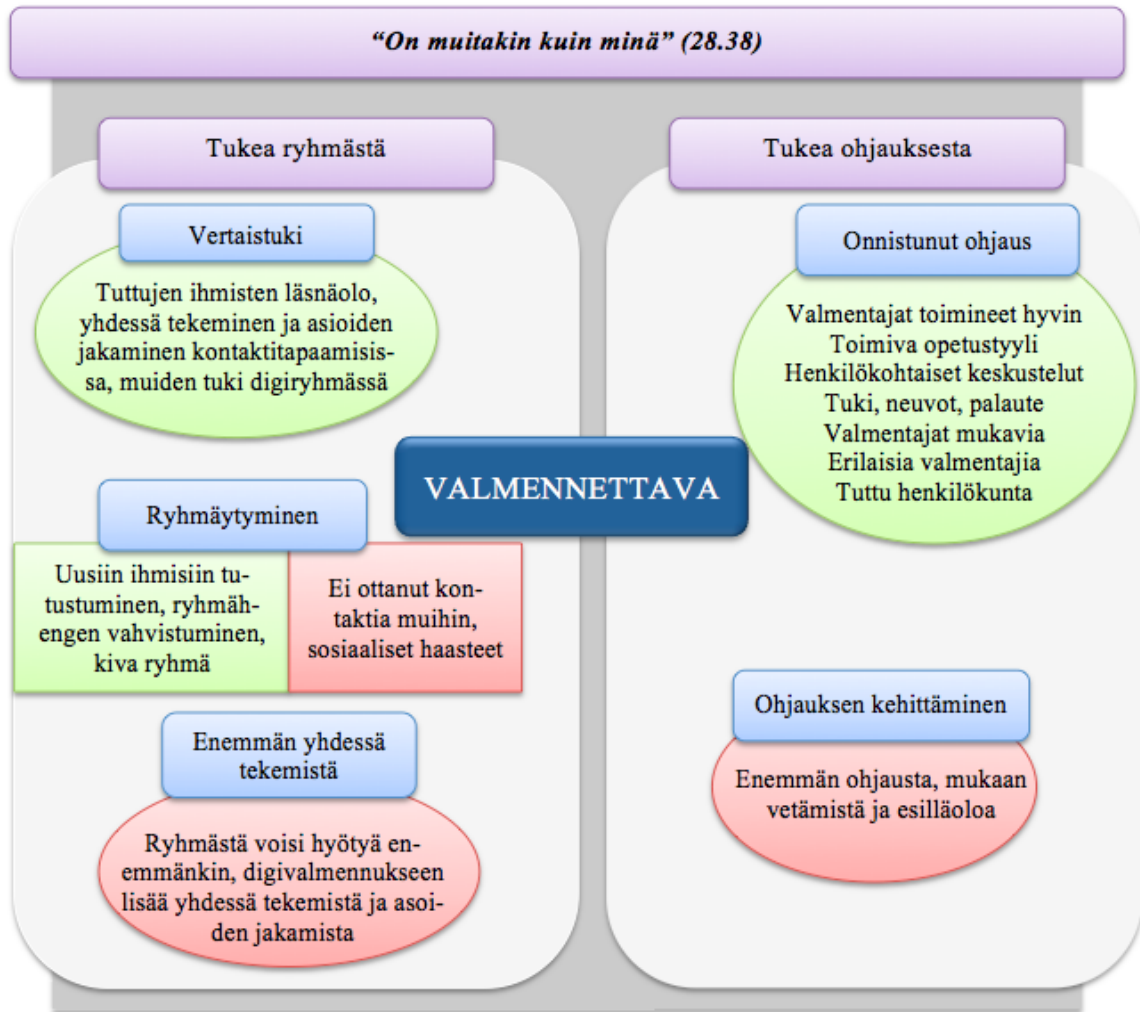 “On muitakin kuin minä” (28.38)
Tukea ryhmästä
Vertaistuki
Tuttujen ihmisten läsnäolo,
yhdessä tekeminen ja asioiden
jakaminen kontaktitapaamisis-
sa, muiden tuki digiryhmässä
Ryhmäytyminen
Uusiin ihmisiin tu-
tustuminen, ryhmäh-
engen vahvistuminen,
kiva ryhmä
Ei ottanut kon-
taktia muihin,
sosiaaliset haasteet
Enemmän yhdessä
tekemistä
Ryhmästä voisi hyötyä en-
emmänkin, digivalmennukseen
lisää yhdessä tekemistä ja asoi-
den jakamista
VALMENNETTAVA
Tukea ohjauksesta
Onnistunut ohjaus
Valmentajat toimineet hyvin
Toimiva opetustyyli
Henkilökohtaiset keskustelut
Tuki, neuvot, palaute
Valmentajat mukavia
Erilaisia valmentajia
Tuttu henkilökunta
Ohjauksen kehittäminen
Enemmän ohjausta, mukaan
vetämistä ja esilläoloa